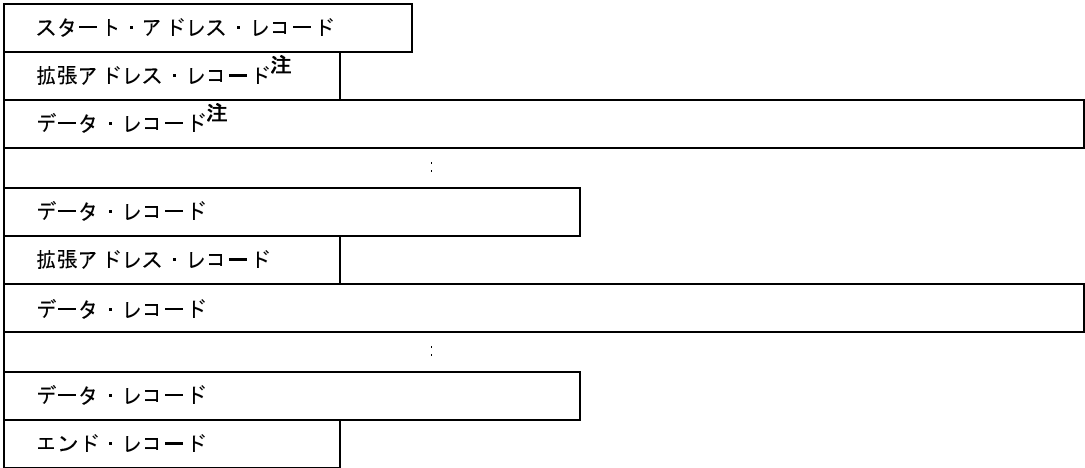 スタート・アドレス・レコード
拡張アドレス・レコード注
データ・レコード注
:
データ・レコード
拡張アドレス・レコード
データ・レコード
:
データ・レコード
エンド・レコード